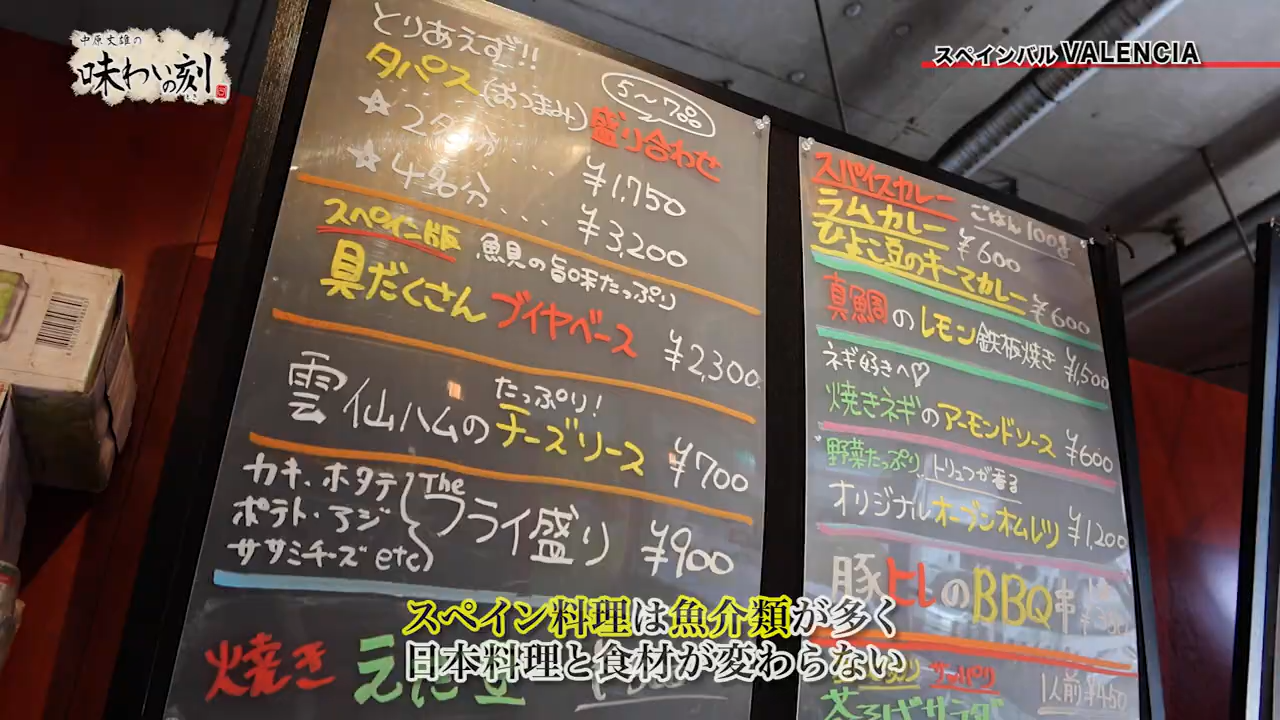 中原丈雄の
味わいの刻
スペインバル VALENCIA
とりあえず!!
タパス(おつまみ)盛り合わせ
5〜7品
☆2名分....¥1,750
☆4名分...¥3,200
スペイン版 魚貝の旨味たっぷり
具だくさんブイヤベース ¥2,300
たっぷり!
雲仙ハムのチーズソース ¥700
カキ、ホタテ
ポテト・アジ
ササミチーズ etc
The フライ盛り ¥900
焼き えだ豆
スパイスカレー ごはん100g
ラムカレー ¥600
ひよこ豆のキーマカレー ¥600
真鯛のレモン鉄板焼き ¥1,500
ネギ好きへ♡
焼きネギのアーモンドソース ¥600
野菜たっぷり トリュフが香る
オリジナルオーブンオムレツ ¥1,200
豚ヒレのBBQ串
サッパリ 1人前¥450
スペイン料理は魚介類が多く
日本料理と食材が変わらない